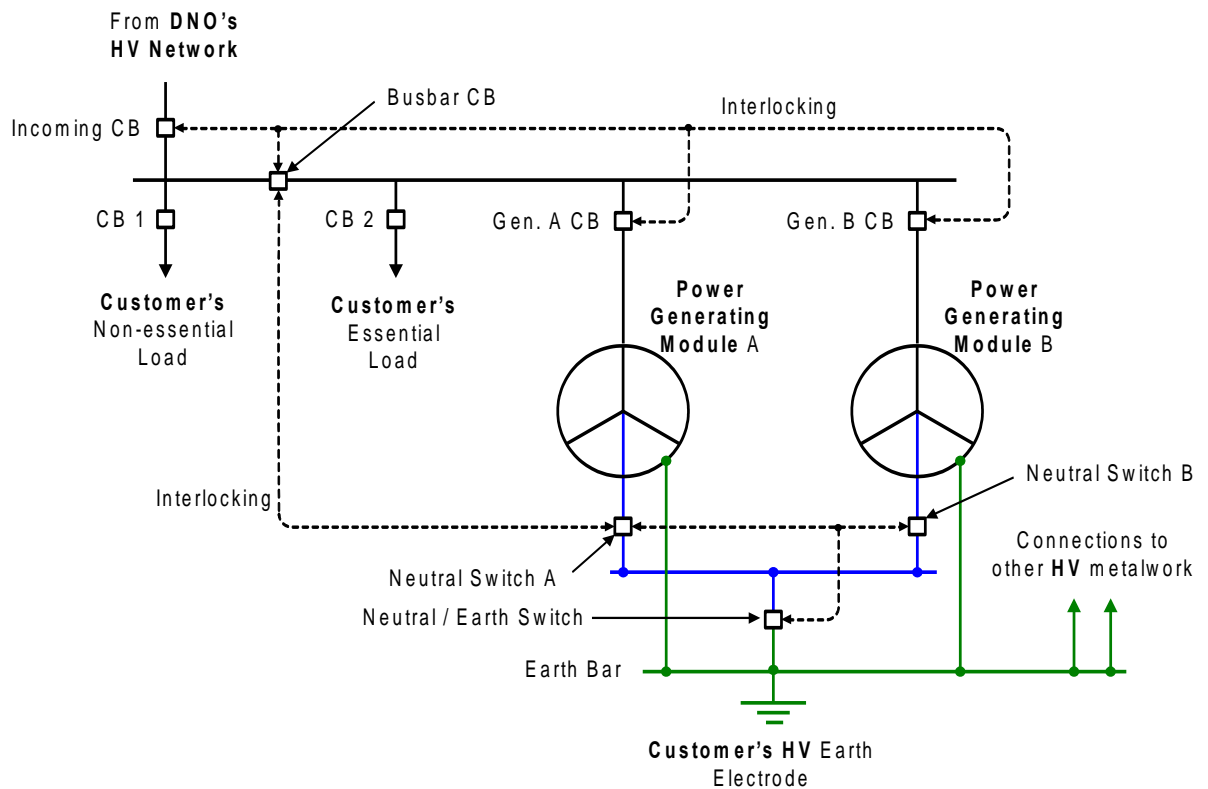 From DNO's
HV Network
Busbar CB
Interlocking
Incoming CB
CB 1
CB 2
Gen. A CB
Gen. B CB
Customer's
Non-essential
Load
Customer's
Essential
Load
Power
Generating
Module A
Power
Generating
Module B
Interlocking
Neutral Switch B
Connections to
other HV metalwork
Neutral Switch A
Neutral / Earth Switch
Earth Bar
Customer's HV Earth
Electrode